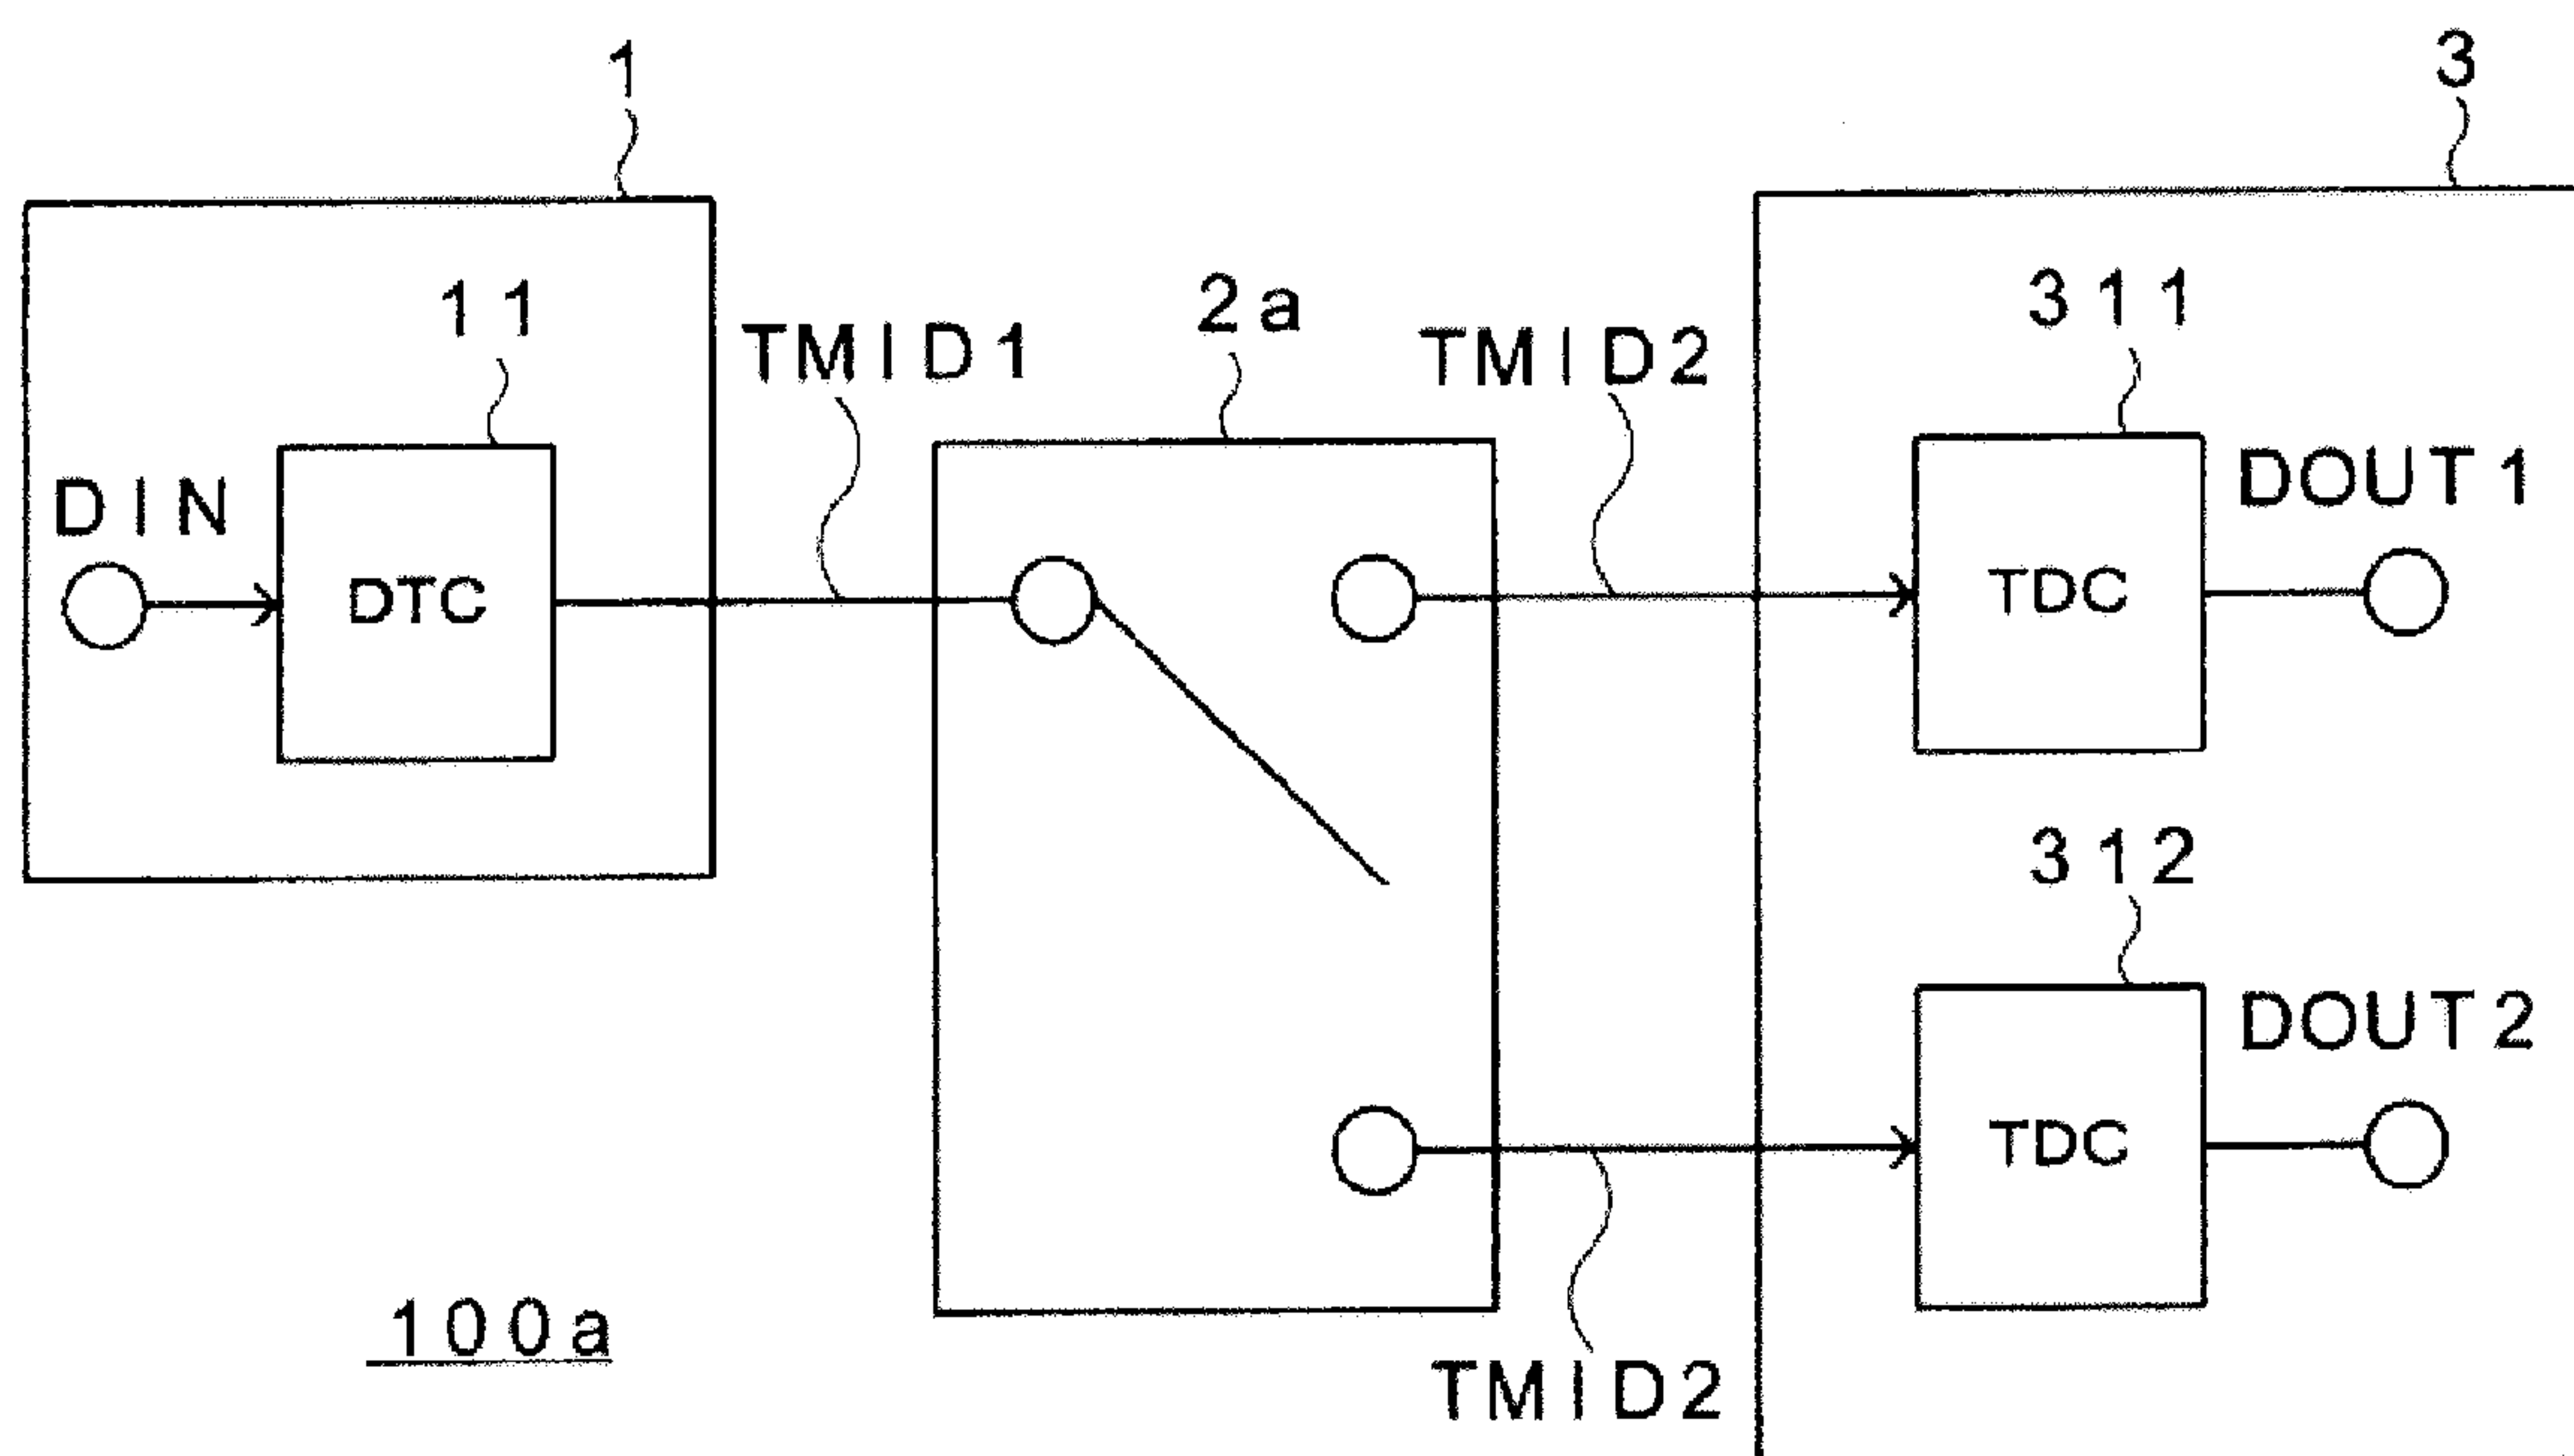 1
3
11
TMID1
2a
TMID2
311
DIN
DTC
TDC
DOUT1
312
TDC
DOUT2
100a
TMID2